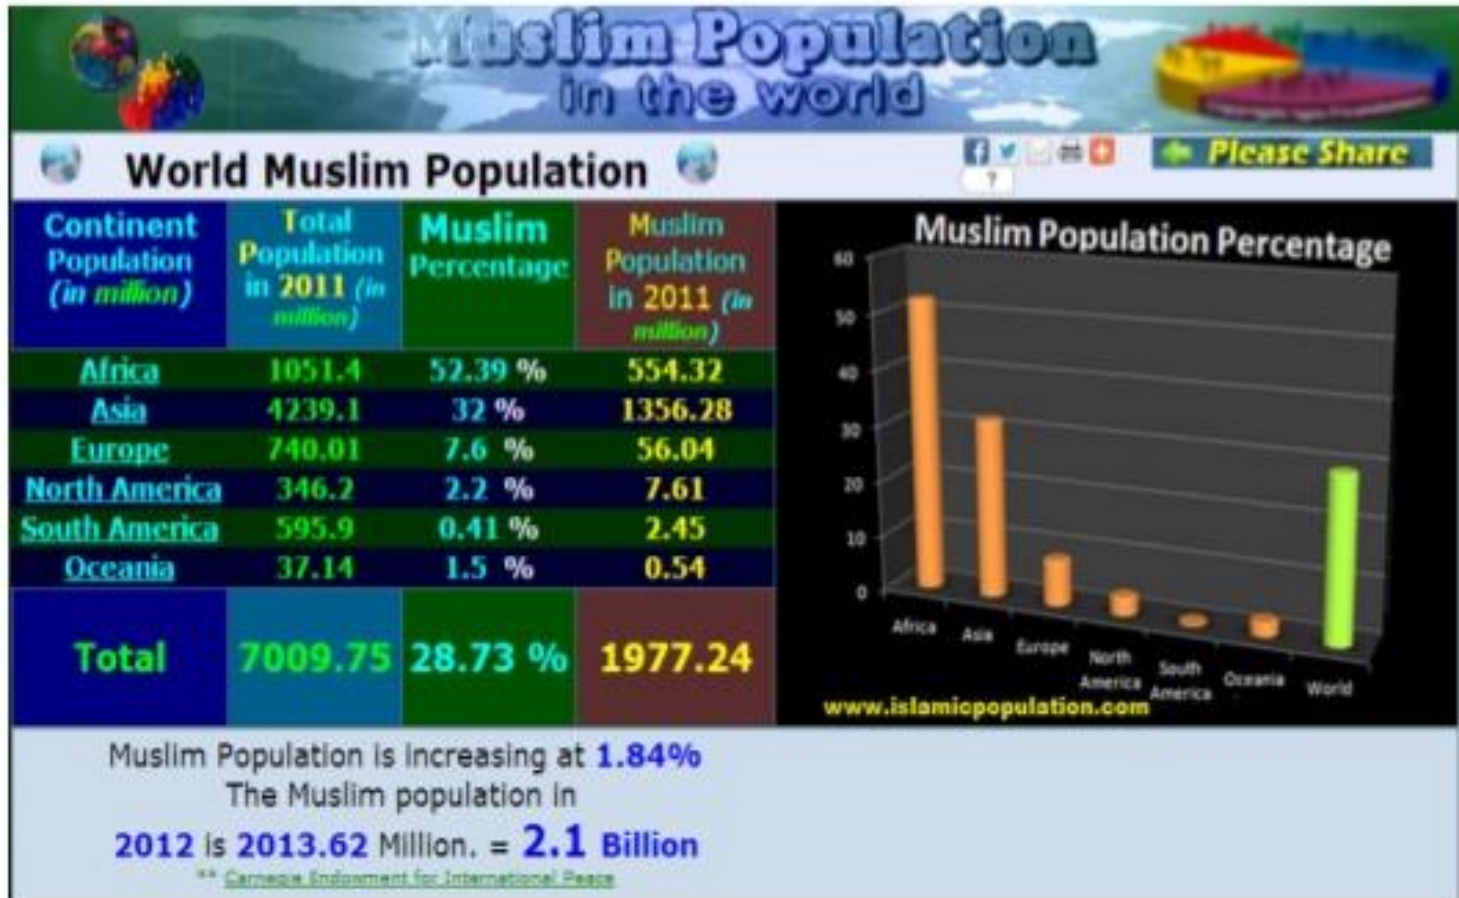 Muslim Population
in the world
World Muslim Population
?
Please Share
Continent
Population
(in million)
Total
Population
in 2011 (in
million)
Muslim
Percentage
Muslim
Population
in 2011 (in
million)
Africa 1051.4 52.39 % 554.32
Asia 4239.1 32 % 1356.28
Europe 740.01 7.6 % 56.04
North America 346.2 2.2 % 7.61
South America 595.9 0.41 % 2.45
Oceania 37.14 1.5 % 0.54
Total 7009.75 28.73 % 1977.24
Muslim Population Percentage
60
50
40
30
20
10
0
Africa
Asia
Europe
North
America
South
America
Oceania
World
www.islamicpopulation.com
Muslim Population is increasing at 1.84%
The Muslim population in
2012 is 2013.62 Million. = 2.1 Billion
** Carnegie Endowment for International Peace